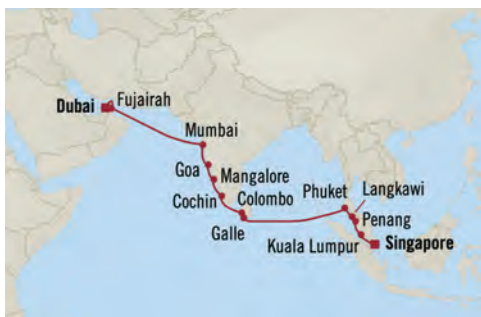 Dubai
Fujairah
Mumbai
Goa
Mangalore
Cochin
Colombo
Galle
Phuket
Langkawi
Penang
Kuala Lumpur
Singapore